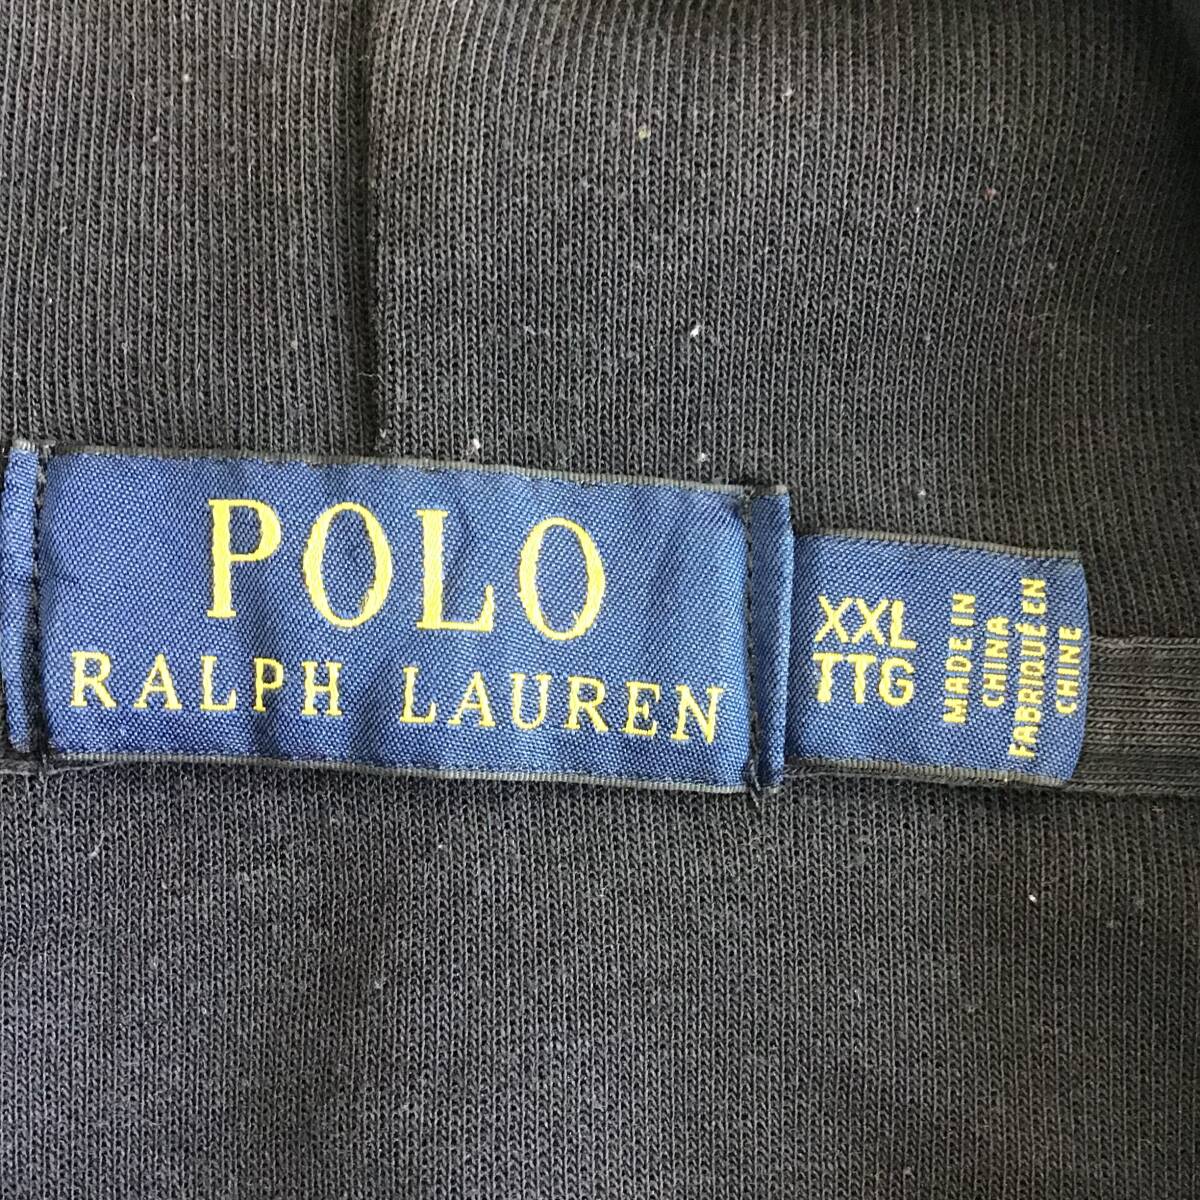 POLO
RALPH LAUREN
XXL
TTG
MADE IN
CHINA
FABRIQUÉ EN
CHINE